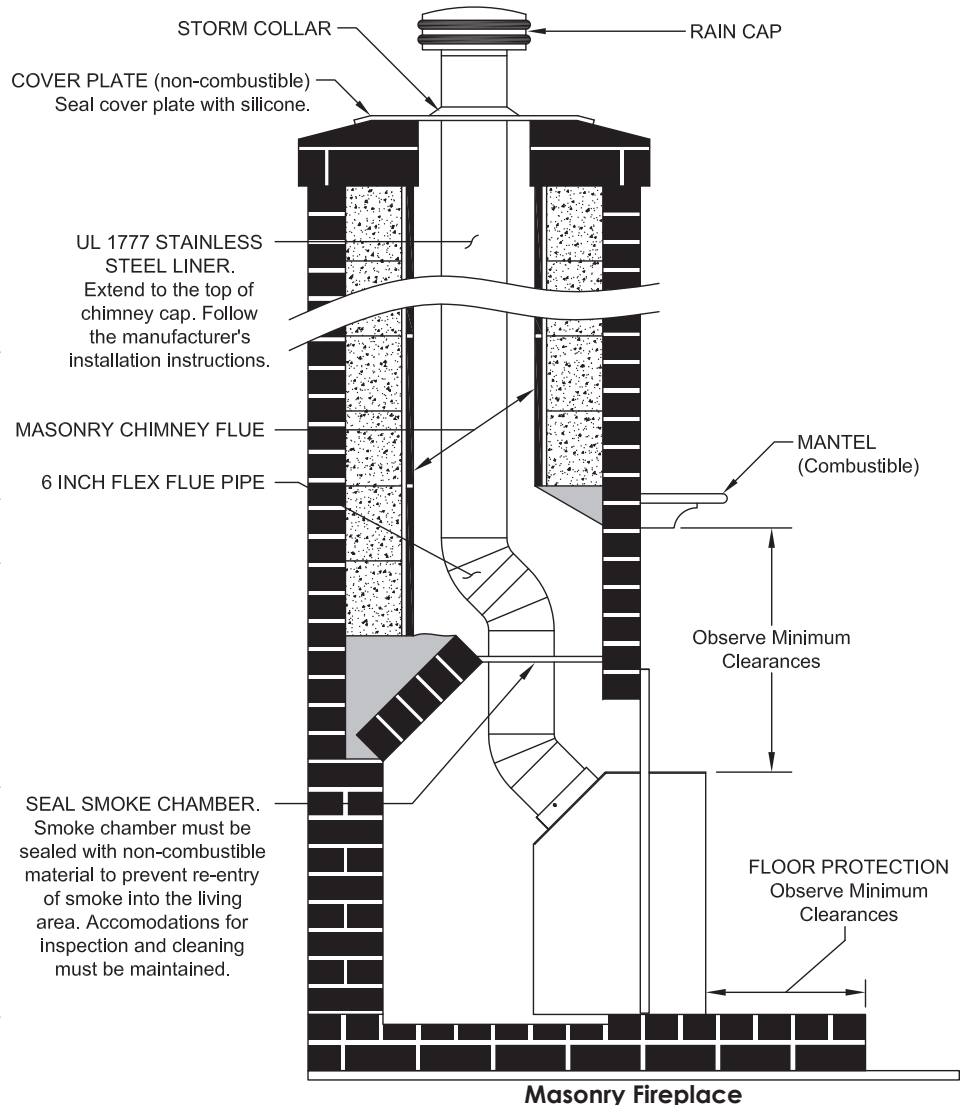 STORM COLLAR
RAIN CAP
COVER PLATE (non-combustible)
Seal cover plate with silicone.
UL 1777 STAINLESS
STEEL LINER.
Extend to the top of
chimney cap. Follow
the manufacturer's
installation instructions.
MASONRY CHIMNEY FLUE
MANTEL
(Combustible)
6 INCH FLEX FLUE PIPE
Observe Minimum
Clearances
SEAL SMOKE CHAMBER.
Smoke chamber must be
sealed with non-combustible
material to prevent re-entry
of smoke into the living
area. Accomodations for
inspection and cleaning
must be maintained.
FLOOR PROTECTION
Observe Minimum
Clearances
Masonry Fireplace